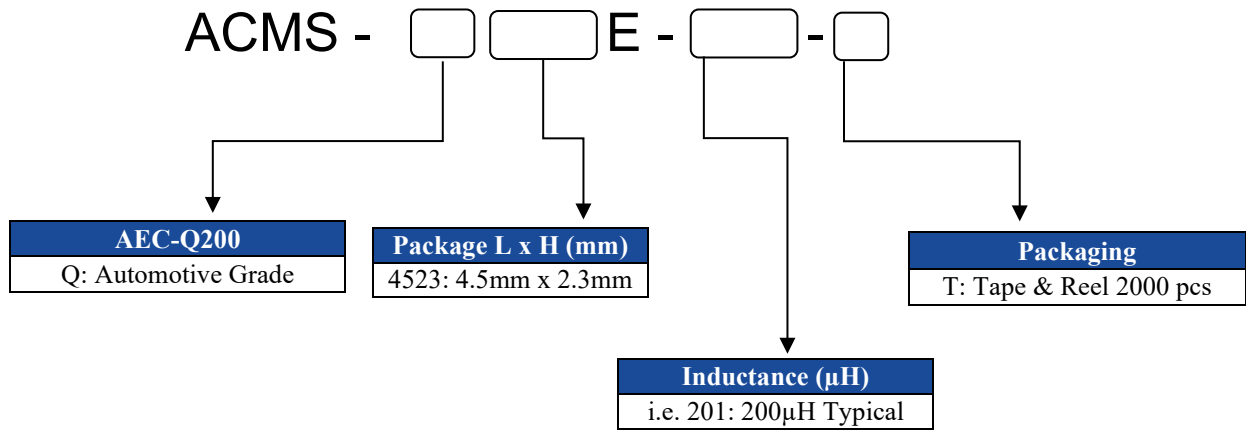 ACMS - E - -
AEC-Q200
Q: Automotive Grade
Package L x H (mm)
4523: 4.5mm x 2.3mm
Packaging
T: Tape & Reel 2000 pcs
Inductance (µH)
i.e. 201: 200µH Typical